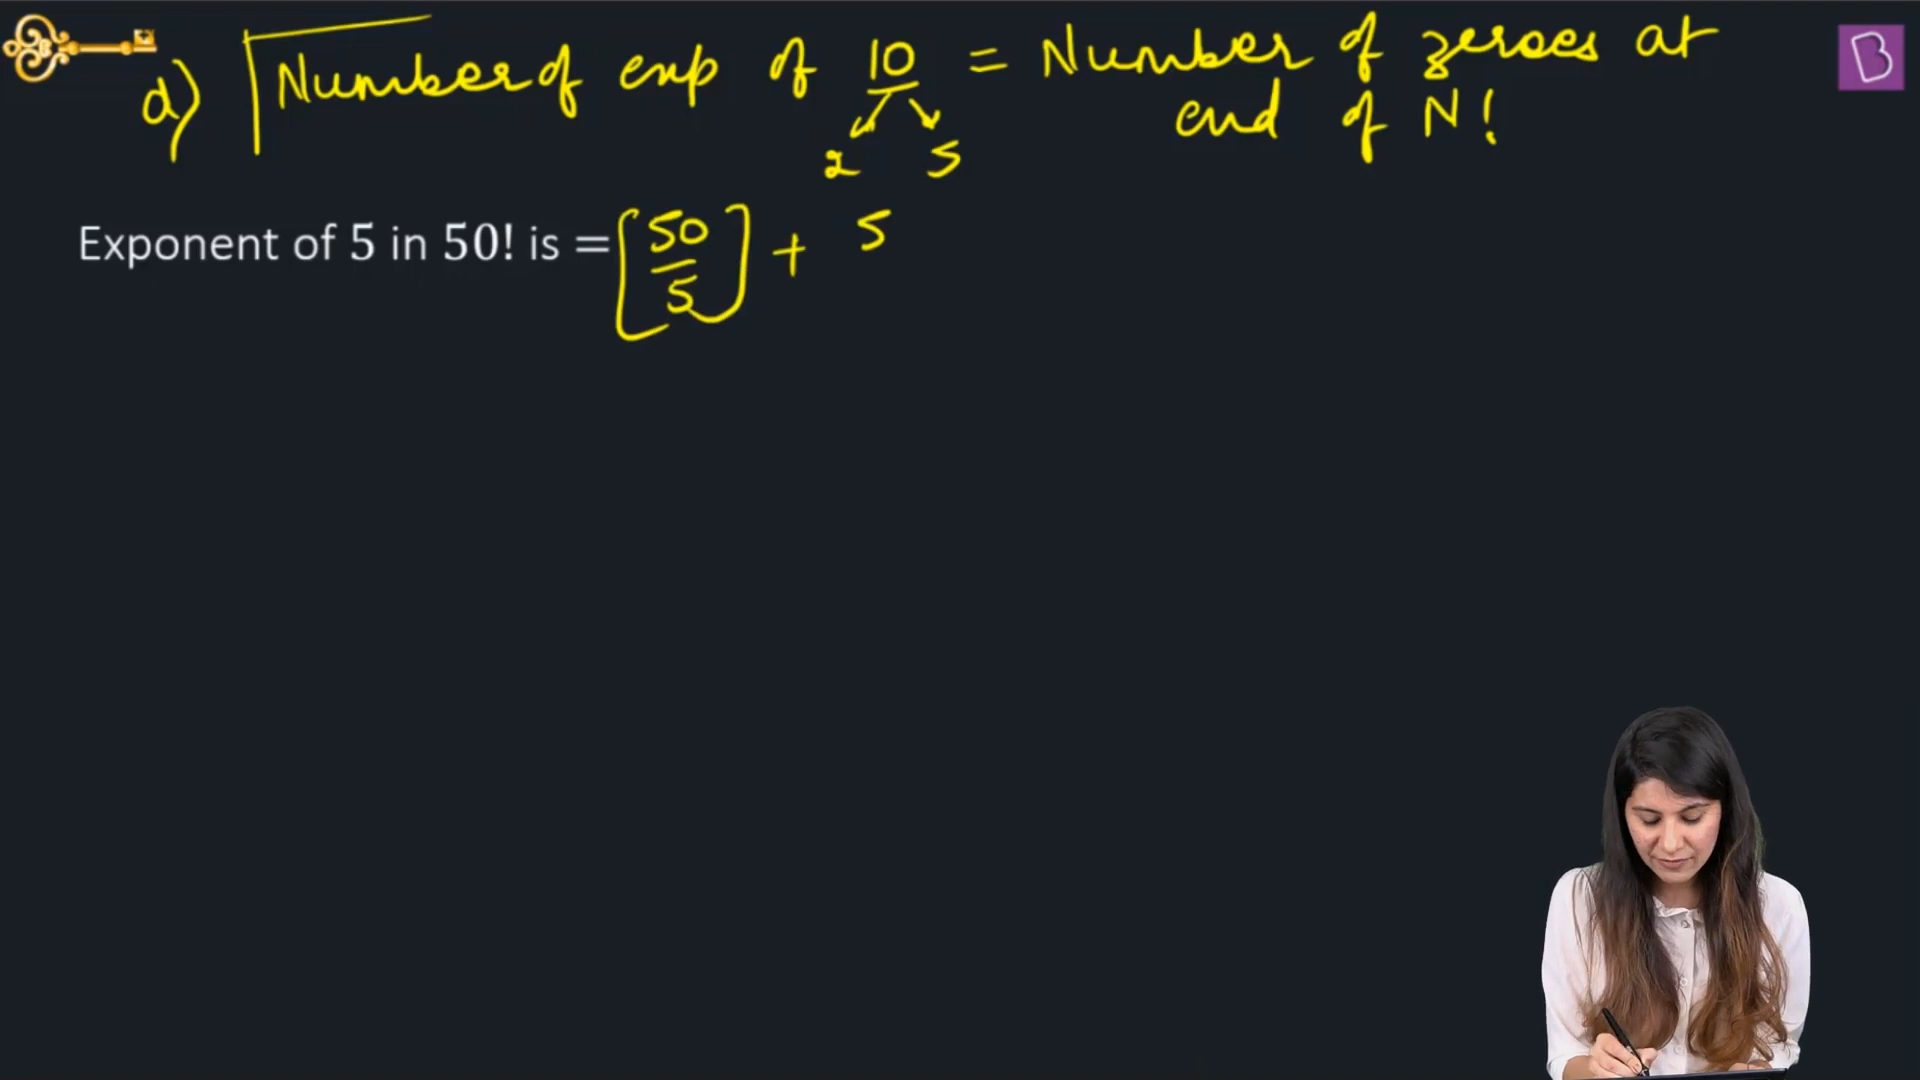 d) Number of exp of 10 = Number of zeroes at
end of N!
2 5
Exponent of 5 in 50! is = [50/5] + 5
B